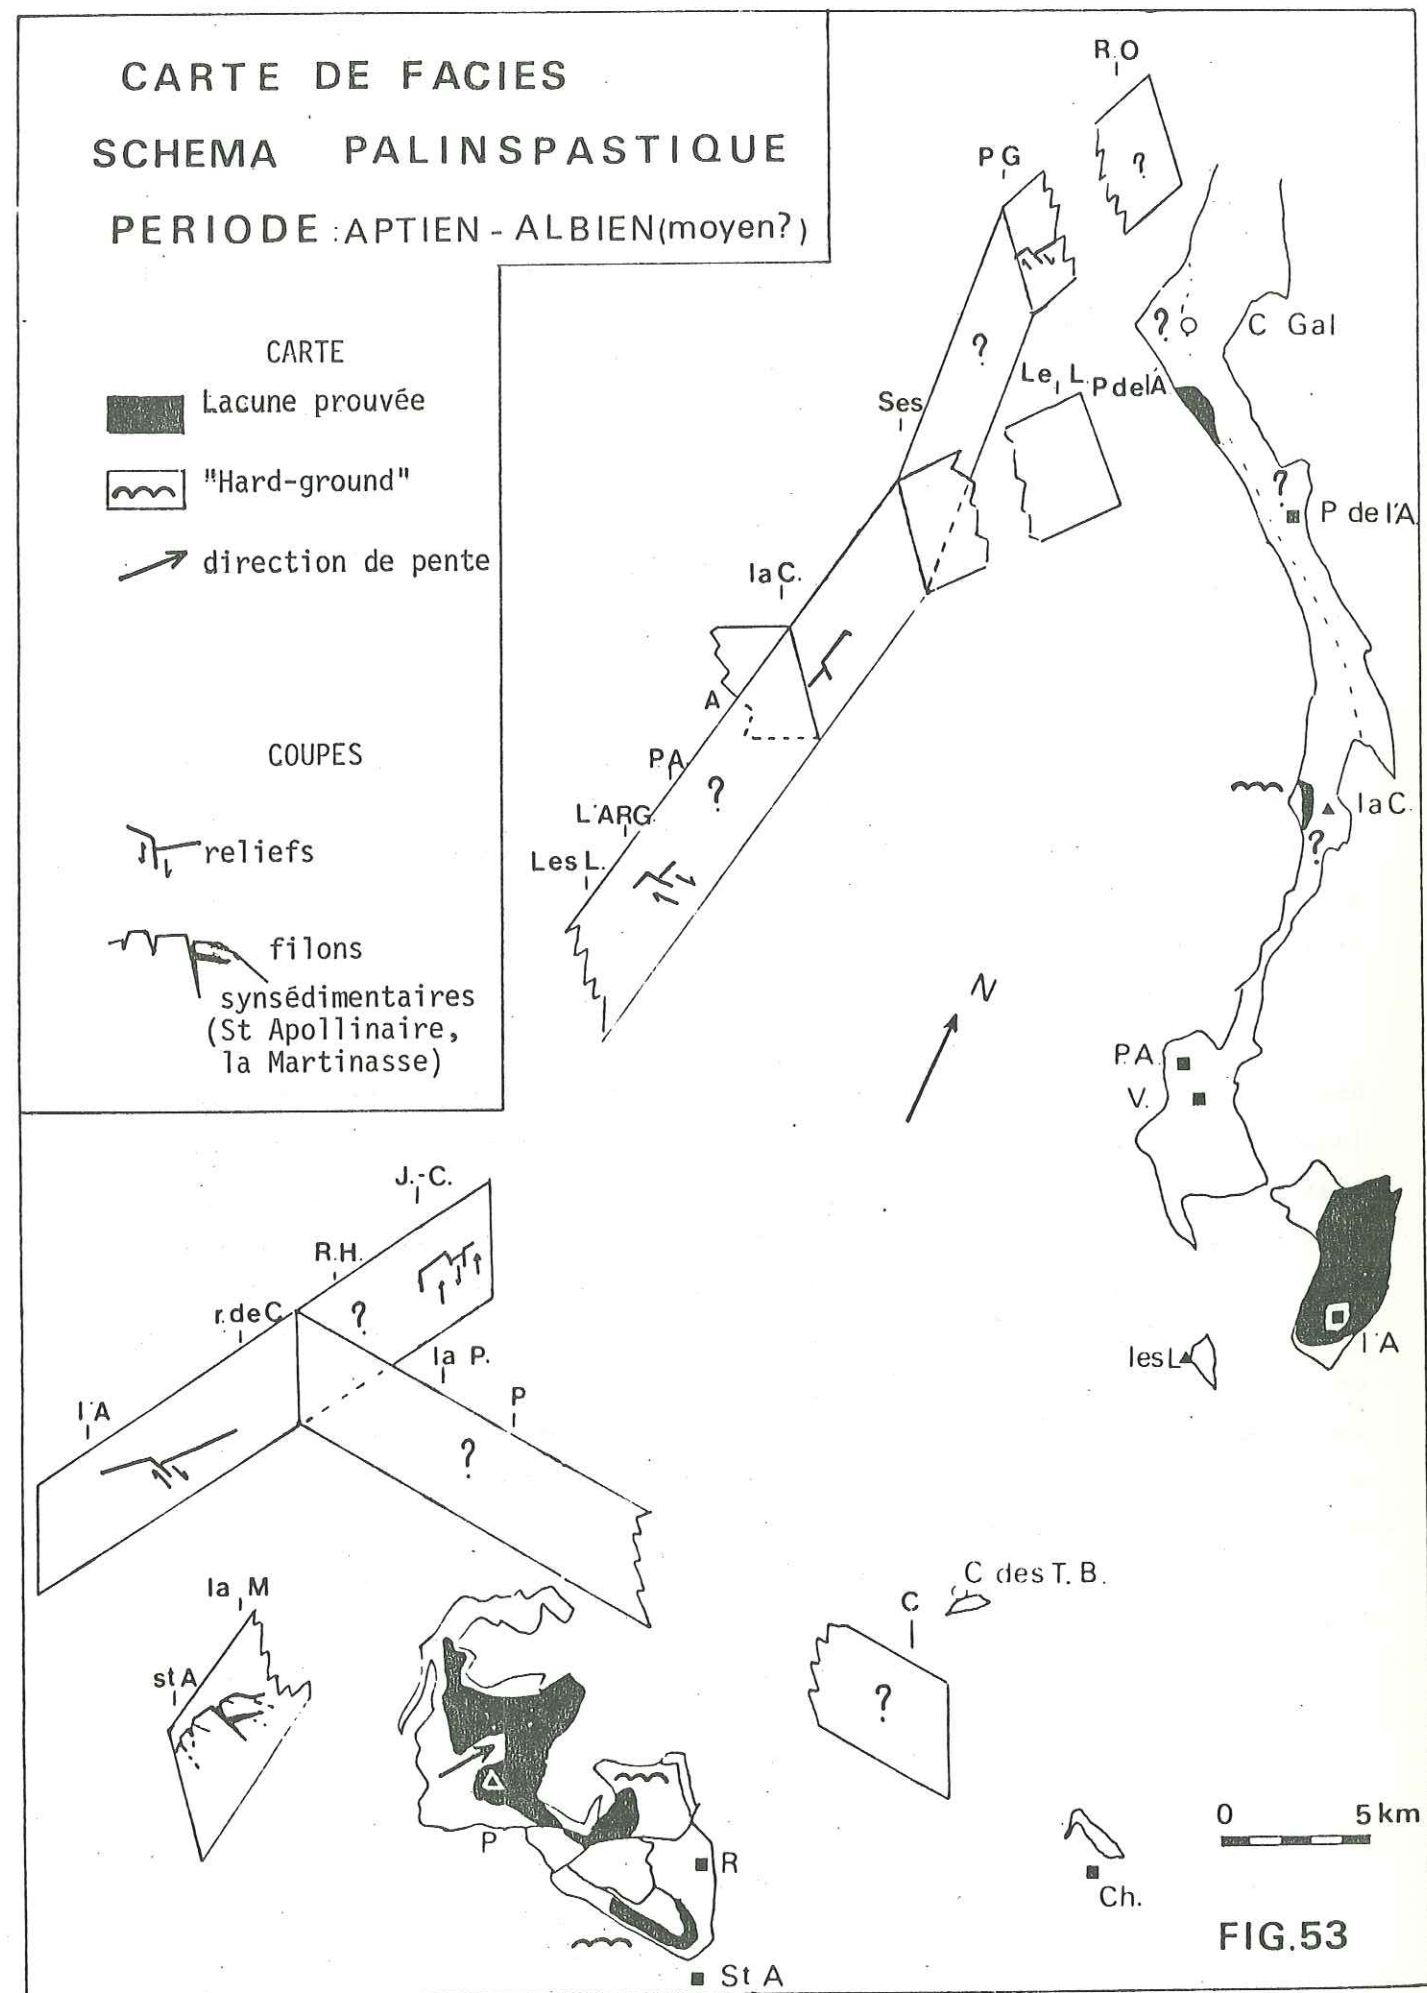 CARTE DE FACIES
SCHEMA PALINSPASTIQUE
PERIODE : APTIEN - ALBIEN (moyen?)
CARTE
Lacune prouvée
"Hard-ground"
direction de pente
COUPES
reliefs
filons
synsédimentaires
(St Apollinaire,
la Martinasse)
R.O
?
P G
?
? C Gal
Le L. P de l'A
Ses
?
P de l'A.
la C.
A
P.A.
?
L'ARG.
Les L.
la C.
?
N
P.A.
V.
J.-C.
R.H.
?
r. de C.
la P.
P
l'A
?
les L
l'A
la M
st A
C des T. B.
C
?
P
R
St A
0 5 km
Ch.
FIG.53